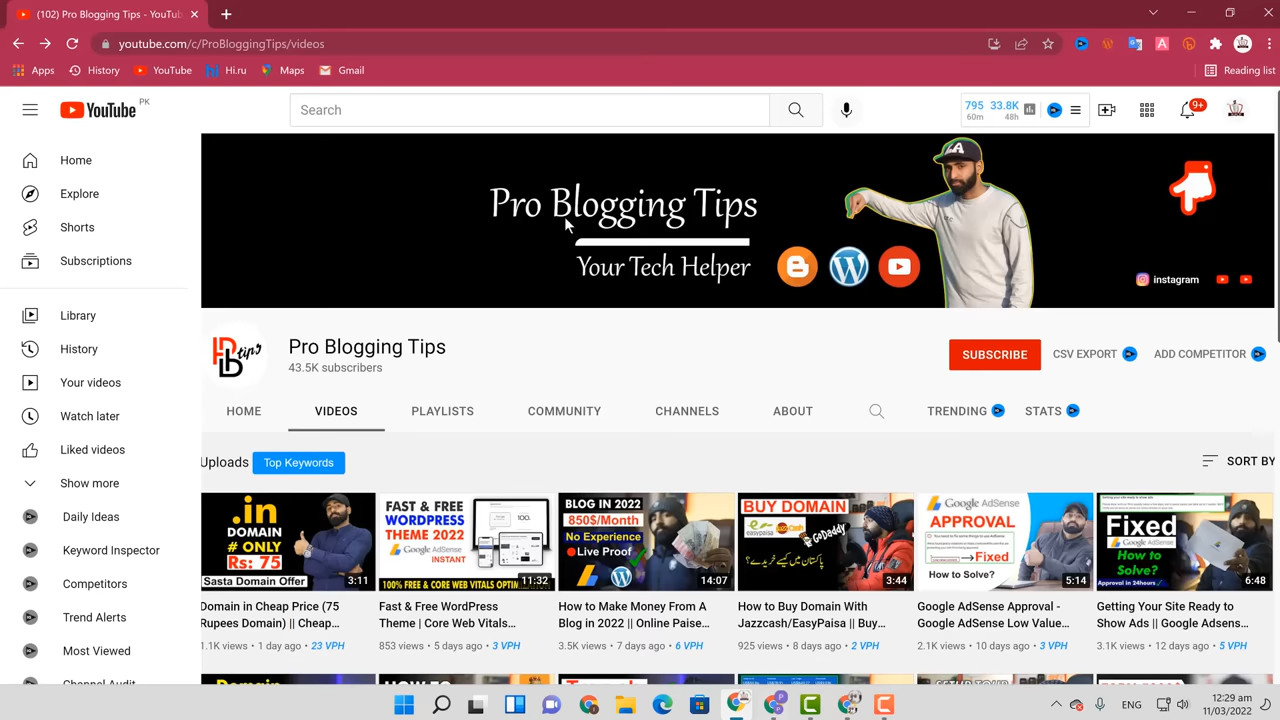 (102) Pro Blogging Tips - YouTub
youtube.com/c/ProBloggingTips/videos
Apps History YouTube Hi.ru Maps Gmail Reading list
YouTube PK Search 795 33.8K 9+
60m 48h
Home
Explore
Shorts
Subscriptions
Library
History
Your videos
Watch later
Liked videos
Show more
Daily Ideas
Keyword Inspector
Competitors
Trend Alerts
Most Viewed
Channel Audit
Pro Blogging Tips
Your Tech Helper
instagram
Pro Blogging Tips
43.5K subscribers
SUBSCRIBE CSV EXPORT ADD COMPETITOR
HOME VIDEOS PLAYLISTS COMMUNITY CHANNELS ABOUT TRENDING STATS
Uploads Top Keywords SORT BY
.in
DOMAIN
# ONLY
Rs: 75
Sasta Domain Offer
3:11
Domain in Cheap Price (75
Rupees Domain) || Cheap...
1.1K views • 1 day ago • 23 VPH
FAST & FREE
WORDPRESS
THEME 2022
Google AdSense
INSTANT
100% FREE & CORE WEB VITALS OPTIM
11:32
Fast & Free WordPress
Theme | Core Web Vitals...
853 views • 5 days ago • 3 VPH
BLOG IN 2022
850$/Month
No Experience
Live Proof
14:07
How to Make Money From A
Blog in 2022 || Online Paise...
3.5K views • 7 days ago • 6 VPH
BUY DOMAIN
easypaisa
GoDaddy
پاکستان میں کیسے خریدے؟
3:44
How to Buy Domain With
Jazzcash/EasyPaisa || Buy...
925 views • 8 days ago • 2 VPH
Google AdSense
APPROVAL
Fixed
How to Solve?
5:14
Google AdSense Approval -
Google AdSense Low Value...
2.1K views • 10 days ago • 3 VPH
Fixed
Google AdSense
How to
Solve?
Approval in 24hours
6:48
Getting Your Site Ready to
Show Ads || Google Adsens...
3.1K views • 12 days ago • 5 VPH
ENG
12:29 am
11/03/2022